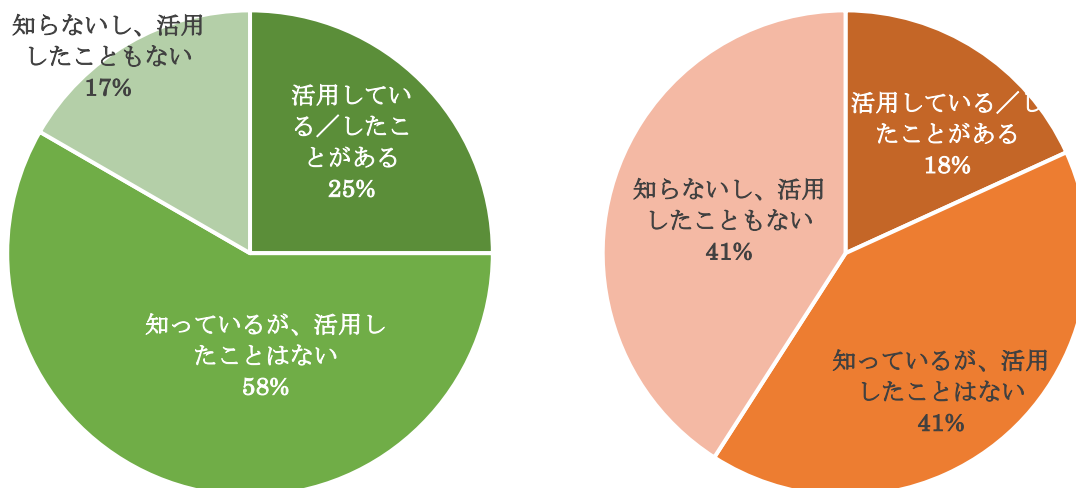 知らないし、活用
したこともない
17%
活用してい
る／したこ
とがある
25%
知っているが、活用し
たことはない
58%
活用している／し
たことがある
18%
知らないし、活用
したこともない
41%
知っているが、活用
したことはない
41%